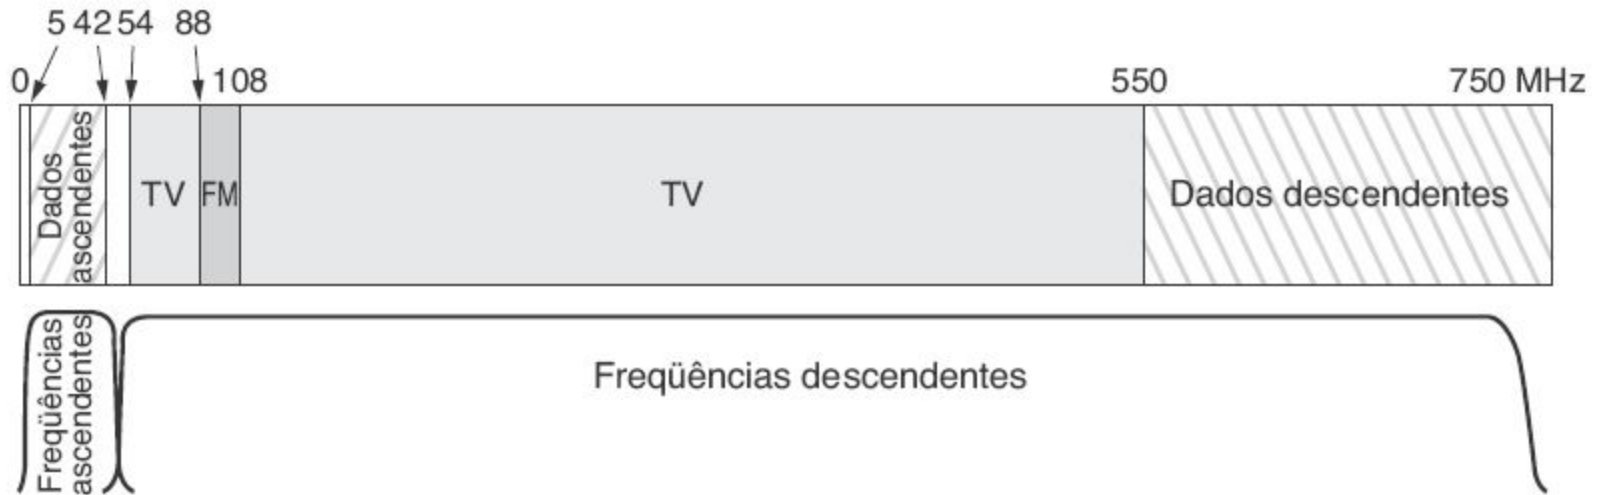 5 42 54 88
0 108 550 750 MHz
Dados
ascendentes
TV
FM
TV
Dados descendentes
Freqüências
ascendentes
Freqüências descendentes